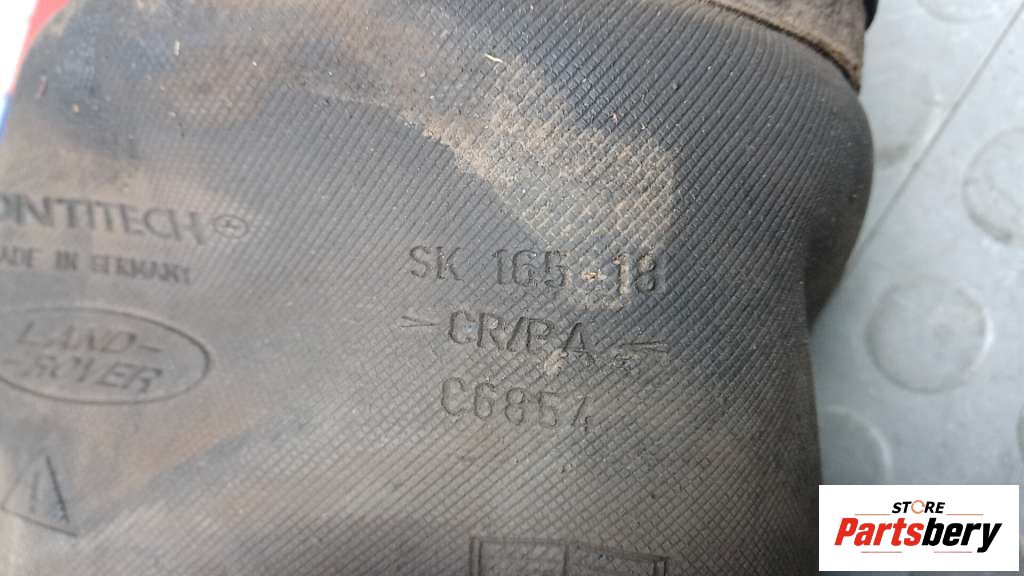 ONTITECH
ADE IN GERMANY
LAND-
-ROVER
SK 165-18
>CR/PA<
C6854
STORE
Partsbery